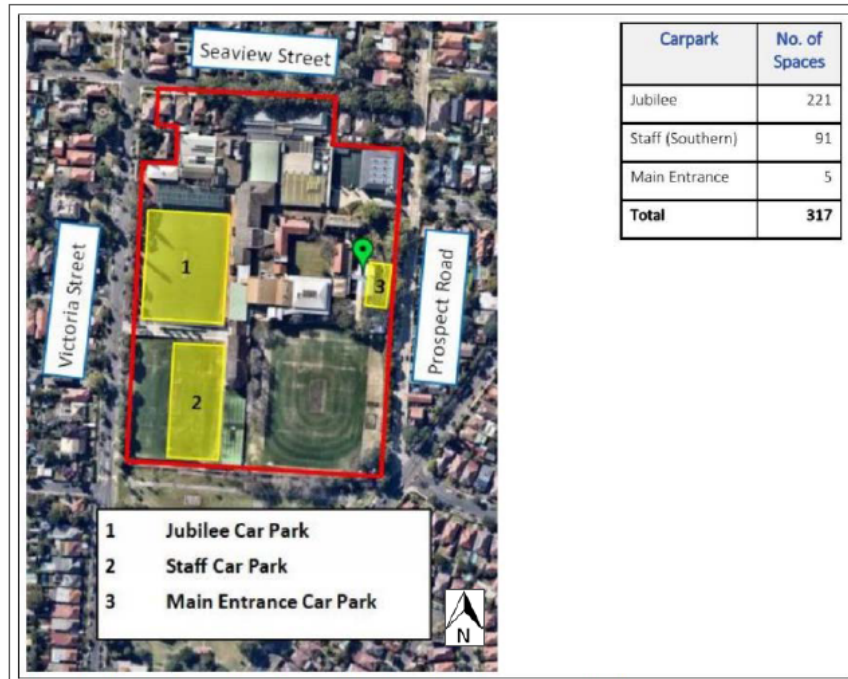 Seaview Street
Victoria Street
Prospect Road
1
2
3
1 Jubilee Car Park
2 Staff Car Park
3 Main Entrance Car Park
N
Carpark No. of Spaces
Jubilee 221
Staff (Southern) 91
Main Entrance 5
Total 317